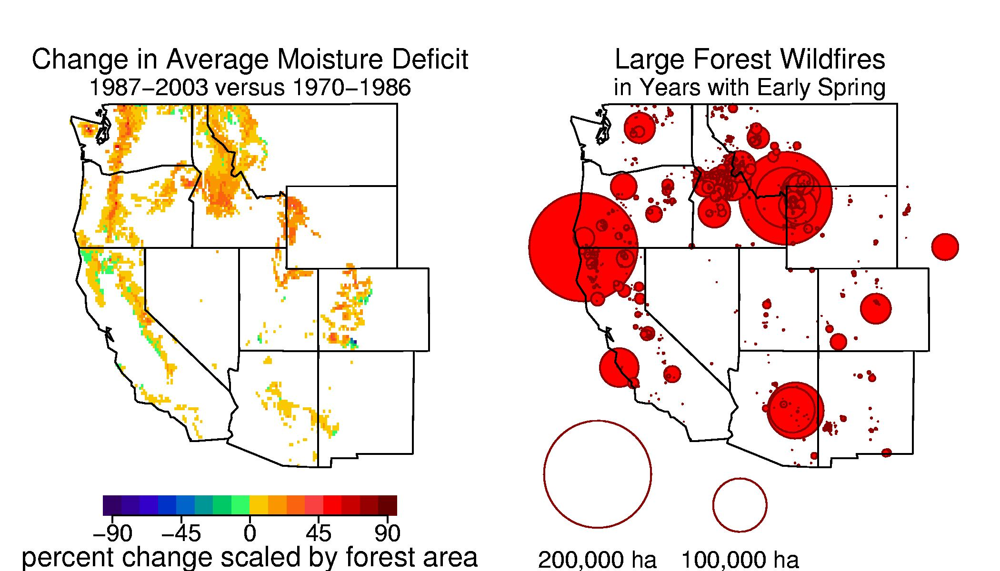 Change in Average Moisture Deficit
1987−2003 versus 1970−1986
−90 −45 0 45 90
percent change scaled by forest area
Large Forest Wildfires
in Years with Early Spring
200,000 ha 100,000 ha